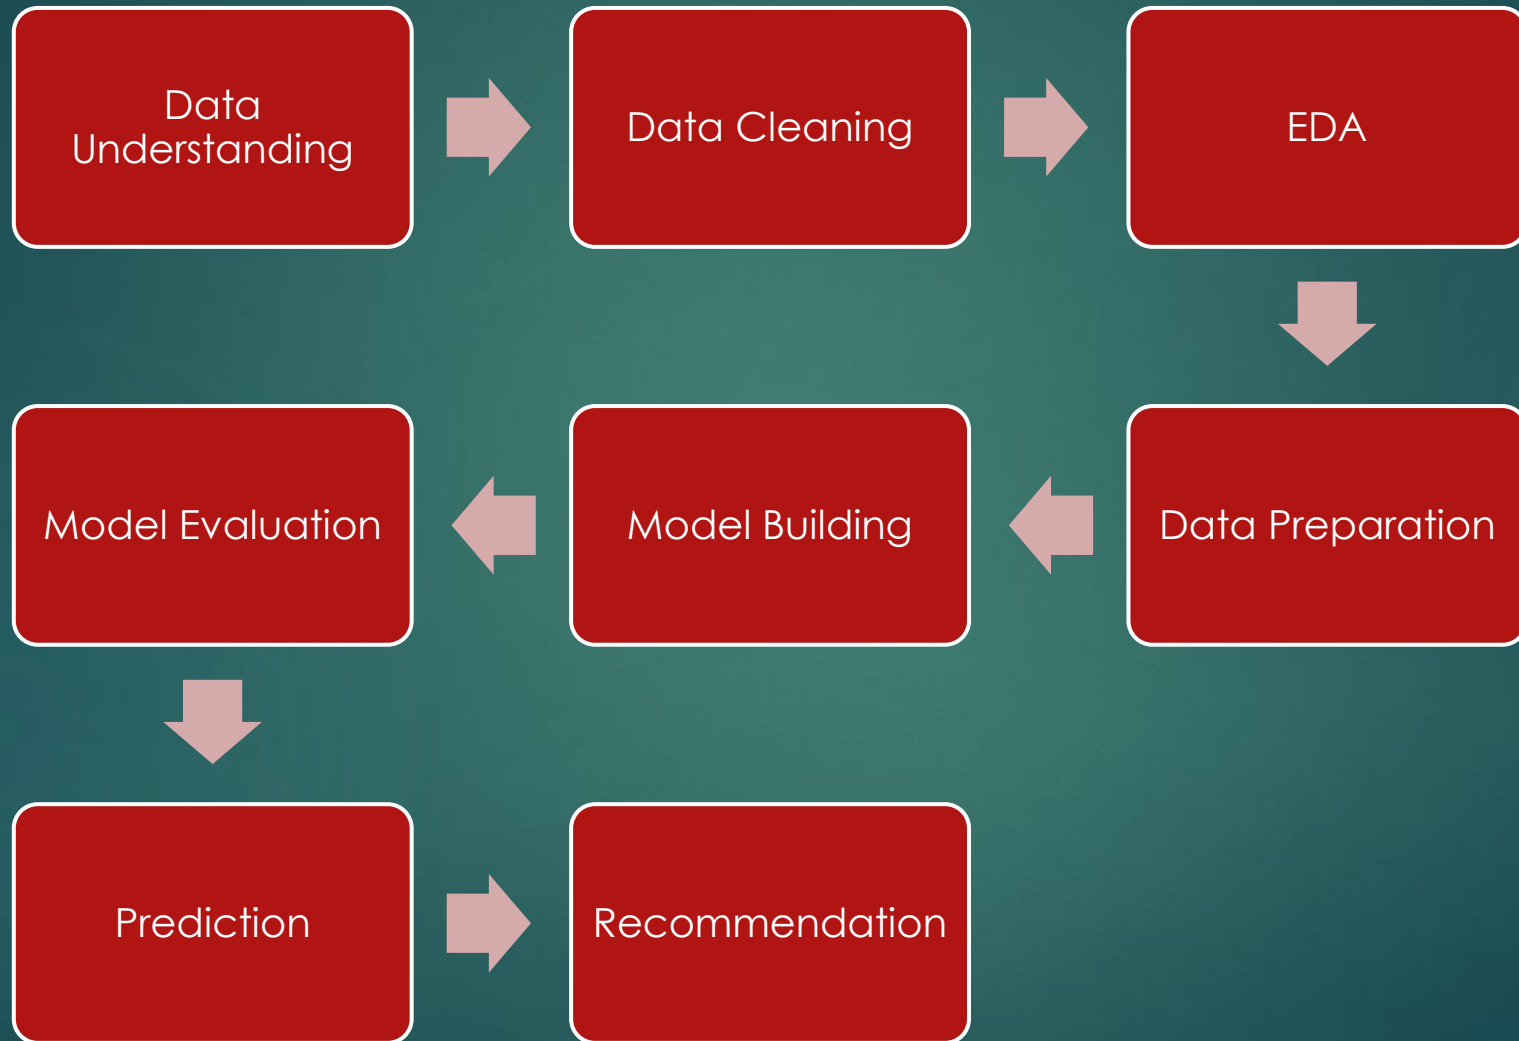 Data
Understanding
Data Cleaning
EDA
Data Preparation
Model Building
Model Evaluation
Prediction
Recommendation